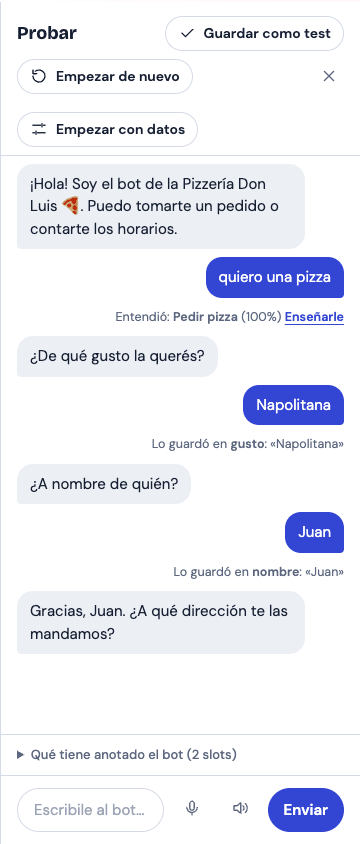 Probar
Guardar como test
Empezar de nuevo
Empezar con datos
¡Hola! Soy el bot de la Pizzería Don
Luis 🍕. Puedo tomarte un pedido o
contarte los horarios.
quiero una pizza
Entendió: Pedir pizza (100%) Enseñarle
¿De qué gusto la querés?
Napolitana
Lo guardó en gusto: «Napolitana»
¿A nombre de quién?
Juan
Lo guardó en nombre: «Juan»
Gracias, Juan. ¿A qué dirección te las
mandamos?
Qué tiene anotado el bot (2 slots)
Escribile al bot...
Enviar